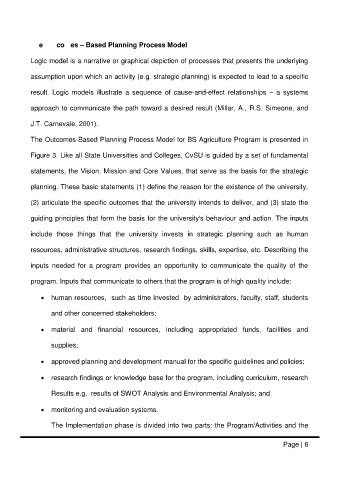 e co es – Based Planning Process Model
Logic model is a narrative or graphical depiction of processes that presents the underlying
assumption upon which an activity (e.g. strategic planning) is expected to lead to a specific
result. Logic models illustrate a sequence of cause-and-effect relationships – a systems
approach to communicate the path toward a desired result (Millar, A., R.S. Simeone, and
J.T. Carnevale, 2001).
The Outcomes-Based Planning Process Model for BS Agriculture Program is presented in
Figure 3. Like all State Universities and Colleges, CvSU is guided by a set of fundamental
statements, the Vision, Mission and Core Values, that serve as the basis for the strategic
planning. These basic statements (1) define the reason for the existence of the university,
(2) articulate the specific outcomes that the university intends to deliver, and (3) state the
guiding principles that form the basis for the university's behaviour and action. The inputs
include those things that the university invests in strategic planning such as human
resources, administrative structures, research findings, skills, expertise, etc. Describing the
inputs needed for a program provides an opportunity to communicate the quality of the
program. Inputs that communicate to others that the program is of high quality include:
• human resources, such as time invested by administrators, faculty, staff, students
and other concerned stakeholders;
• material and financial resources, including appropriated funds, facilities and
supplies;
• approved planning and development manual for the specific guidelines and policies;
• research findings or knowledge base for the program, including curriculum, research
Results e.g. results of SWOT Analysis and Environmental Analysis; and
• monitoring and evaluation systems.
The Implementation phase is divided into two parts: the Program/Activities and the
Page | 6